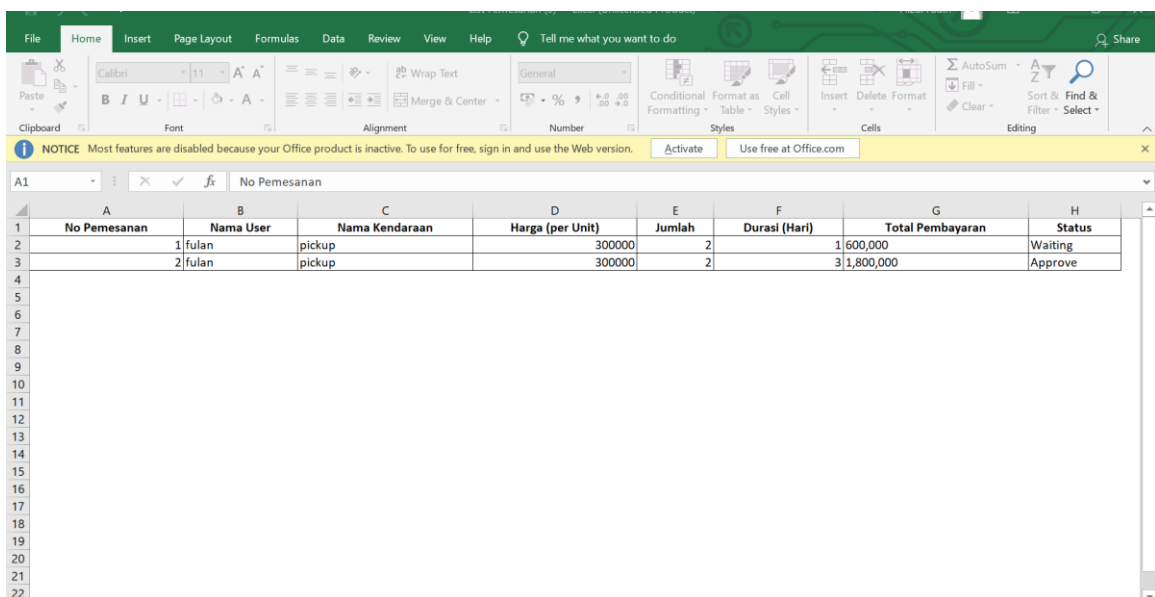 File Home Insert Page Layout Formulas Data Review View Help Tell me what you want to do Share
Calibri 11 A A Wrap Text General AutoSum
Paste B I U A Merge & Center % Conditional Formatting Format as Table Cell Styles Insert Delete Format Fill Clear Sort & Filter Find & Select
Clipboard Font Alignment Number Styles Cells Editing
NOTICE Most features are disabled because your Office product is inactive. To use for free, sign in and use the Web version. Activate Use free at Office.com
A1 fx No Pemesanan
A B C D E F G H
1 No Pemesanan Nama User Nama Kendaraan Harga (per Unit) Jumlah Durasi (Hari) Total Pembayaran Status
2 1 fulan pickup 300000 2 1 600,000 Waiting
3 2 fulan pickup 300000 2 3 1,800,000 Approve
4
5
6
7
8
9
10
11
12
13
14
15
16
17
18
19
20
21
22